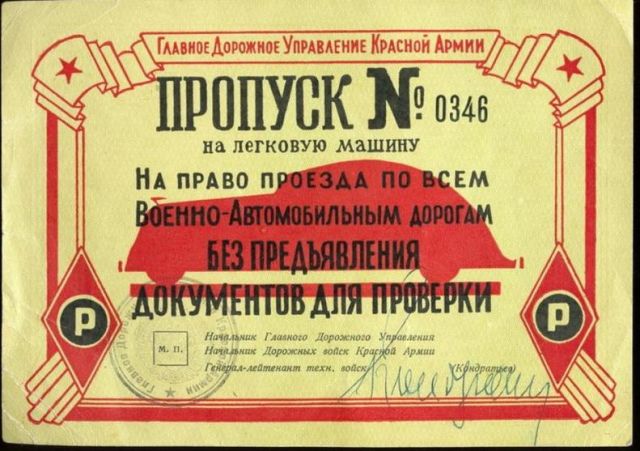 Главное Дорожное Управление Красной Армии
ПРОПУСК № 0346
на легковую машину
На право проезда по всем
Военно-Автомобильным дорогам
БЕЗ ПРЕДЪЯВЛЕНИЯ
ДОКУМЕНТОВ ДЛЯ ПРОВЕРКИ
Р
Р
М. П.
Начальник Главного Дорожного Управления
Начальник Дорожных войск Красной Армии
Генерал-лейтенант техн. войск (Кондратьев)